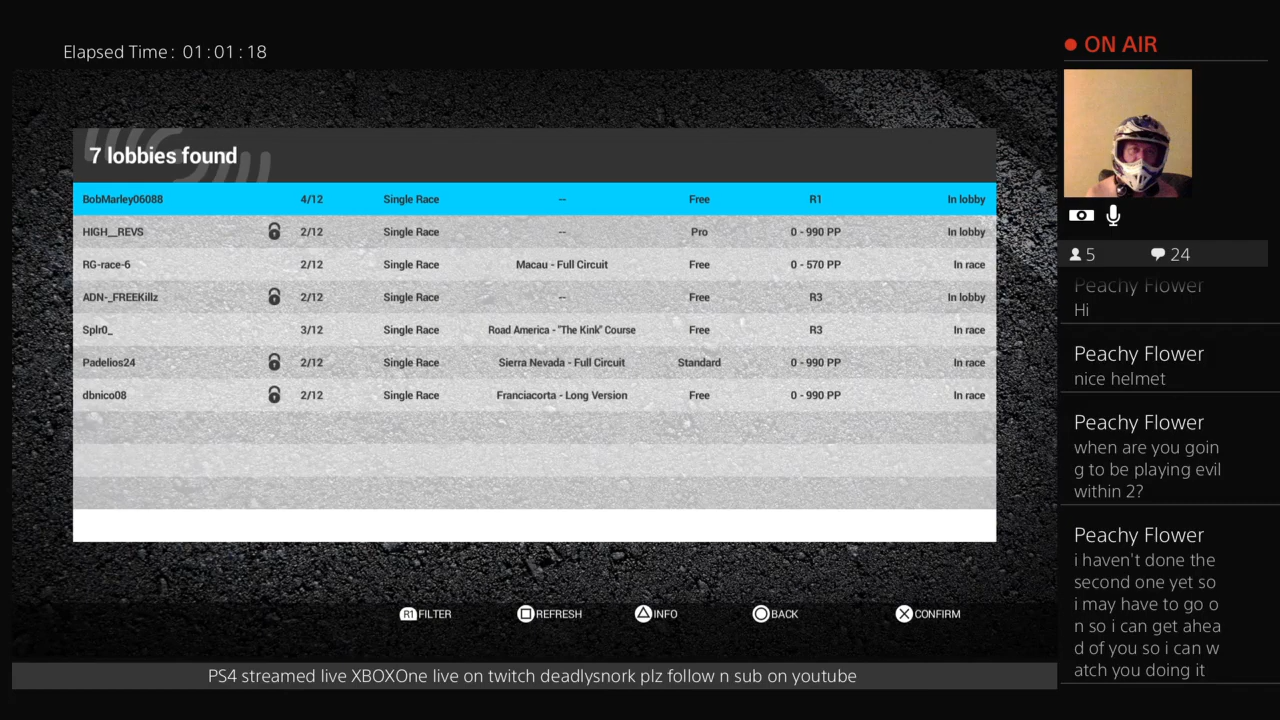 Elapsed Time: 01:01:18
ON AIR
7 lobbies found
BobMarley06088 4/12 Single Race -- Free R1 In lobby
HIGH__REVS 2/12 Single Race -- Pro 0 - 990 PP In lobby
RG-race-6 2/12 Single Race Macau - Full Circuit Free 0 - 570 PP In race
ADN-_FREEKillz 2/12 Single Race -- Free R3 In lobby
Splr0_ 3/12 Single Race Road America - "The Kink" Course Free R3 In race
Padelios24 2/12 Single Race Sierra Nevada - Full Circuit Standard 0 - 990 PP In race
dbnico08 2/12 Single Race Franciacorta - Long Version Free 0 - 990 PP In race
R1 FILTER REFRESH INFO BACK CONFIRM
PS4 streamed live XBOXOne live on twitch deadlysnork plz follow n sub on youtube
5 24
Peachy Flower
Hi
Peachy Flower
nice helmet
Peachy Flower
when are you goin
g to be playing evil
within 2?
Peachy Flower
i haven't done the
second one yet so
i may have to go o
n so i can get ahea
d of you so i can w
atch you doing it